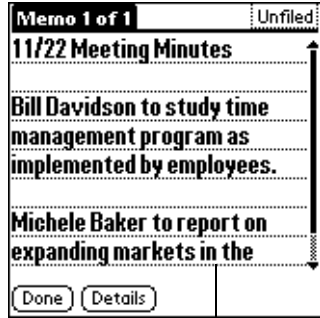 Memo 1 of 1
Unfiled
11/22 Meeting Minutes
Bill Davidson to study time
management program as
implemented by employees.
Michele Baker to report on
expanding markets in the
Done
Details